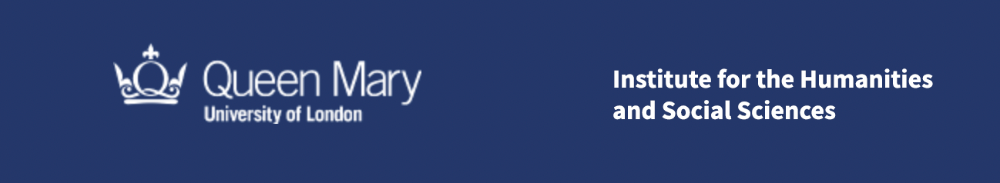 Queen Mary
University of London
Institute for the Humanities
and Social Sciences